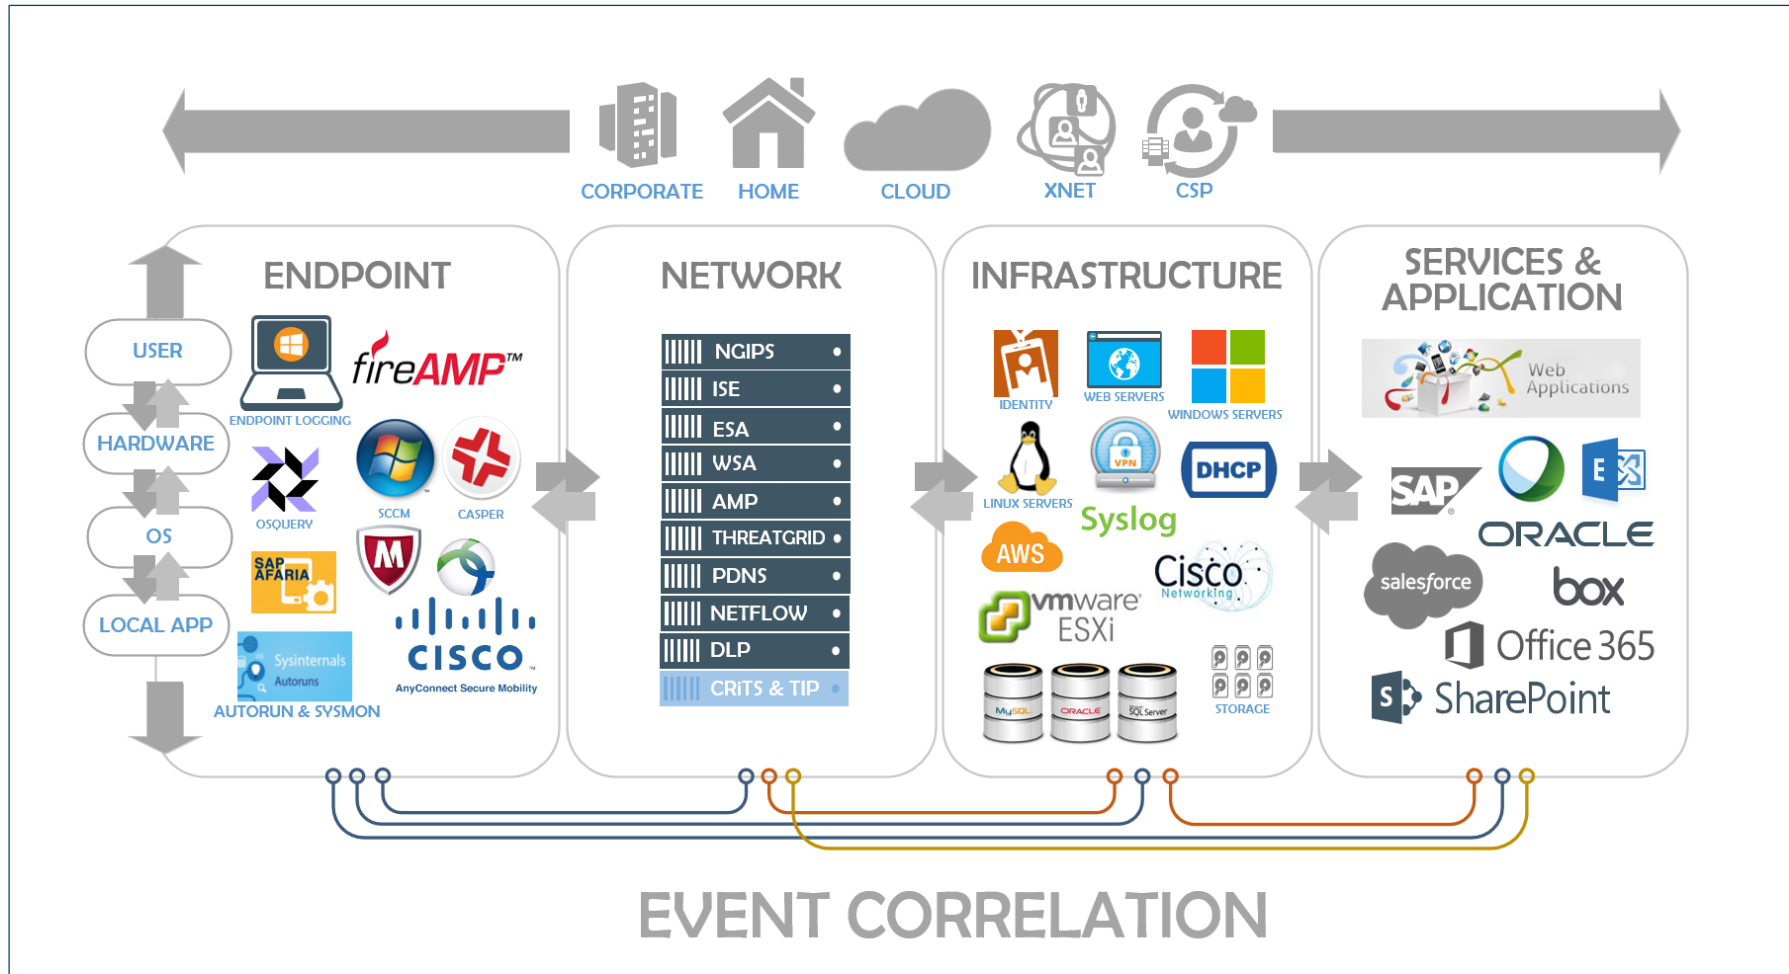 CORPORATE
HOME
CLOUD
XNET
CSP
ENDPOINT
NETWORK
INFRASTRUCTURE
SERVICES &
APPLICATION
USER
HARDWARE
OS
LOCAL APP
ENDPOINT LOGGING
fireAMP™
OSQUERY
SCCM
CASPER
SAP
AFARIA
M
Sysinternals
Autoruns
AUTORUN & SYSMON
CISCO
AnyConnect Secure Mobility
NGIPS
ISE
ESA
WSA
AMP
THREATGRID
PDNS
NETFLOW
DLP
CRiTS & TIP
IDENTITY
WEB SERVERS
WINDOWS SERVERS
LINUX SERVERS
VPN
DHCP
Syslog
AWS
Cisco
Networking
vmware®
ESXi
MySQL
ORACLE
SQL Server
STORAGE
Web
Applications
SAP®
E
ORACLE
salesforce
box
Office 365
S
SharePoint
EVENT CORRELATION